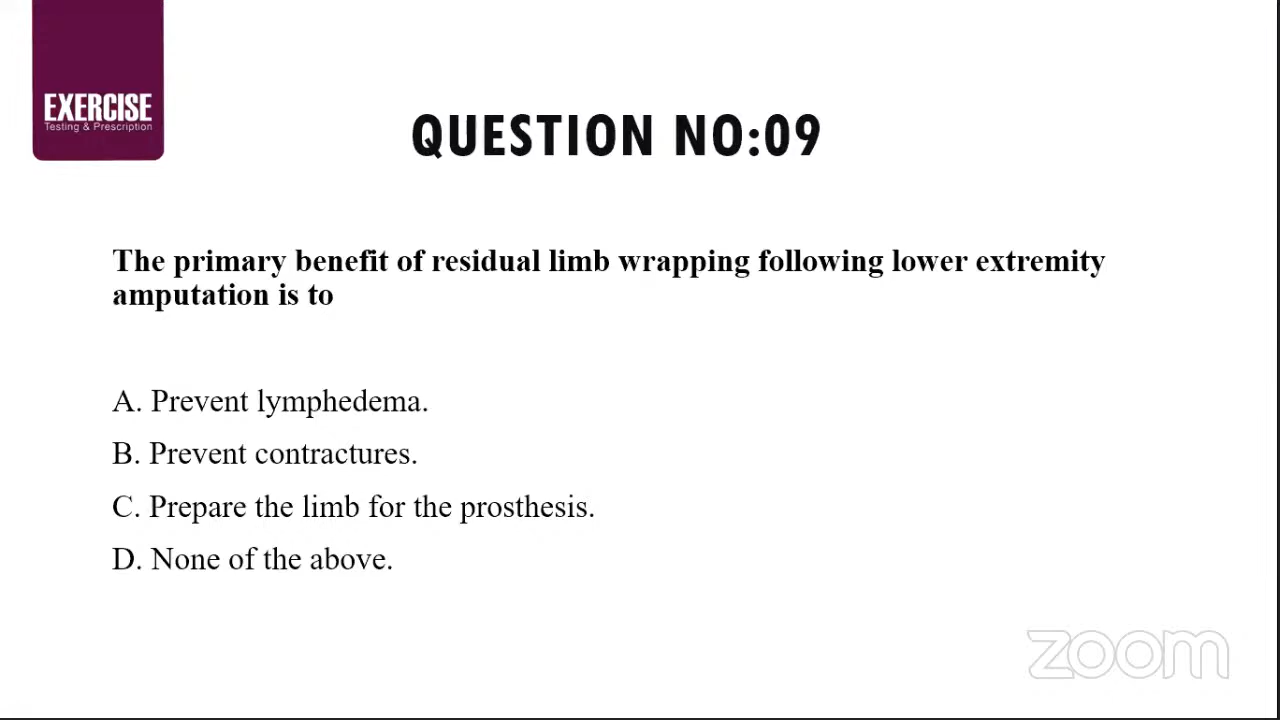 EXERCISE
Testing & Prescription
QUESTION NO:09
The primary benefit of residual limb wrapping following lower extremity
amputation is to
A. Prevent lymphedema.
B. Prevent contractures.
C. Prepare the limb for the prosthesis.
D. None of the above.
zoom